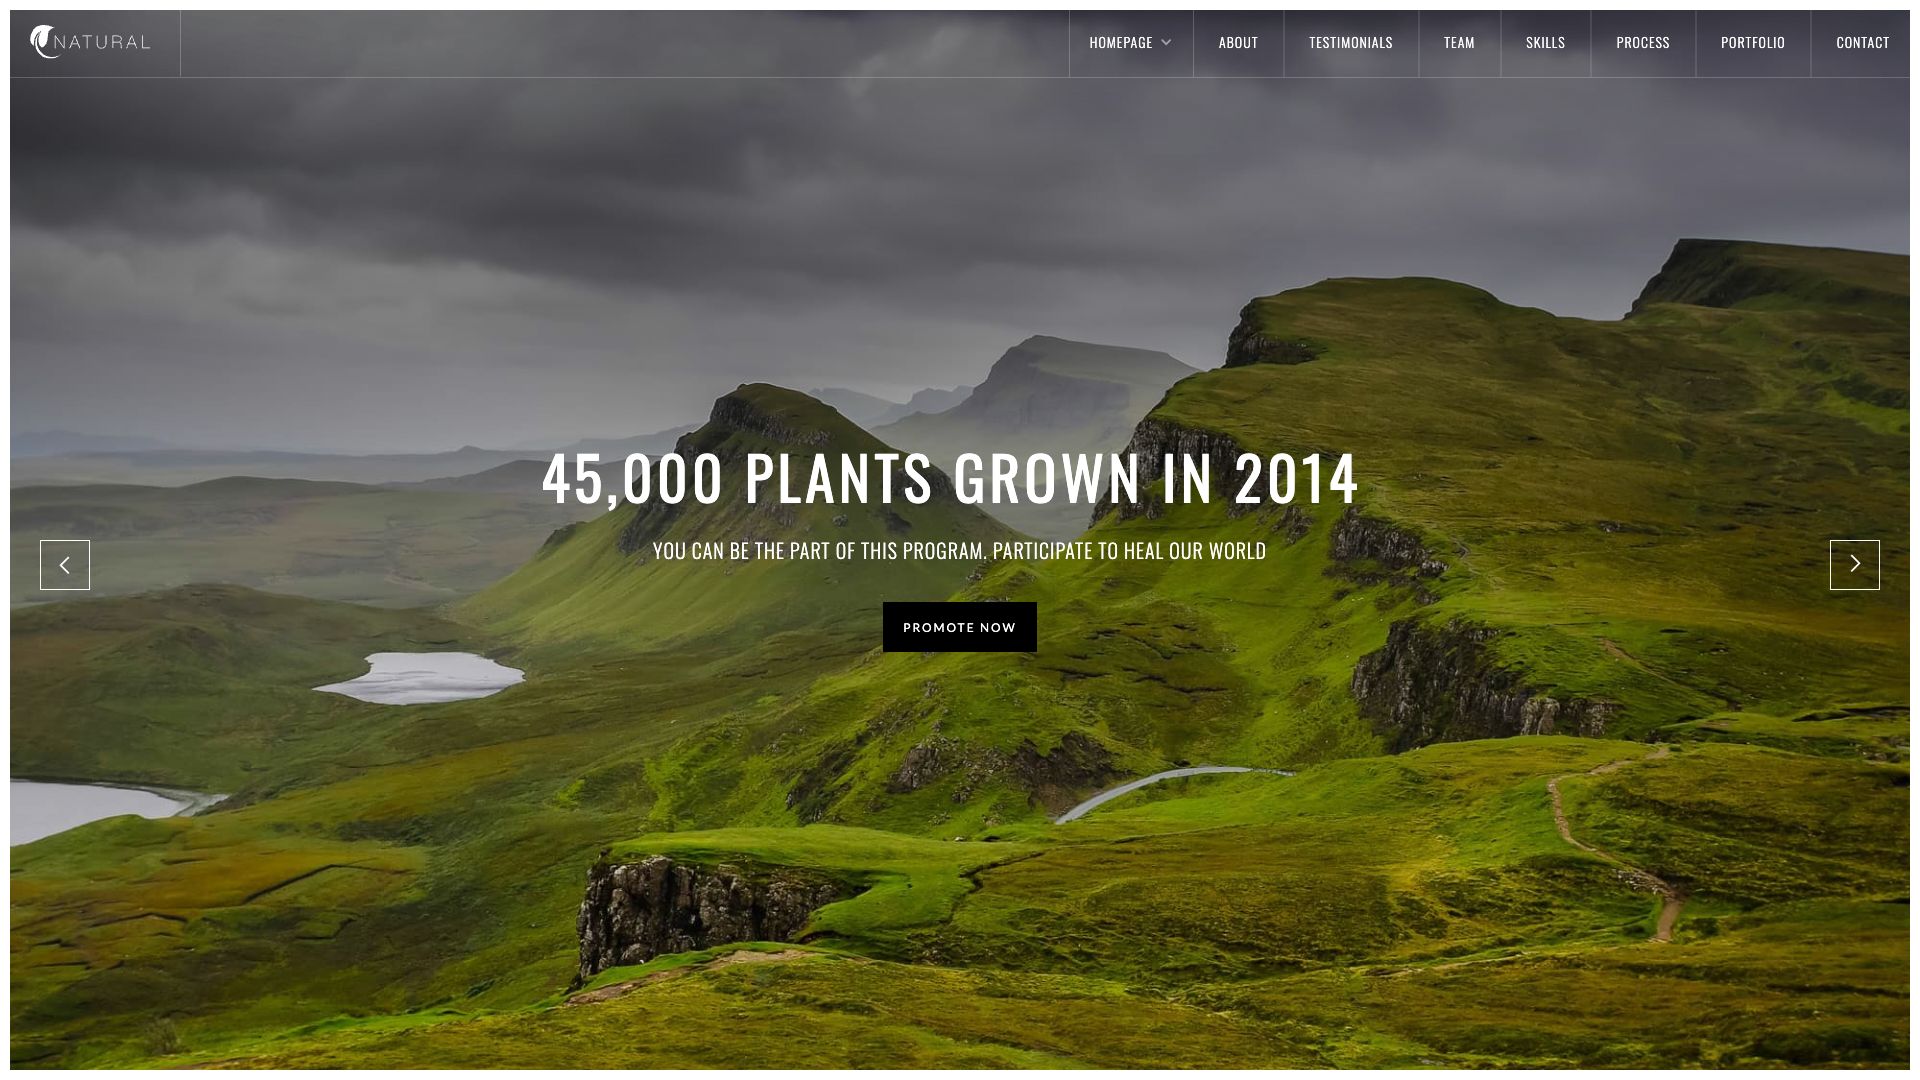 NATURAL
HOMEPAGE
ABOUT
TESTIMONIALS
TEAM
SKILLS
PROCESS
PORTFOLIO
CONTACT
45,000 PLANTS GROWN IN 2014
YOU CAN BE THE PART OF THIS PROGRAM. PARTICIPATE TO HEAL OUR WORLD
PROMOTE NOW